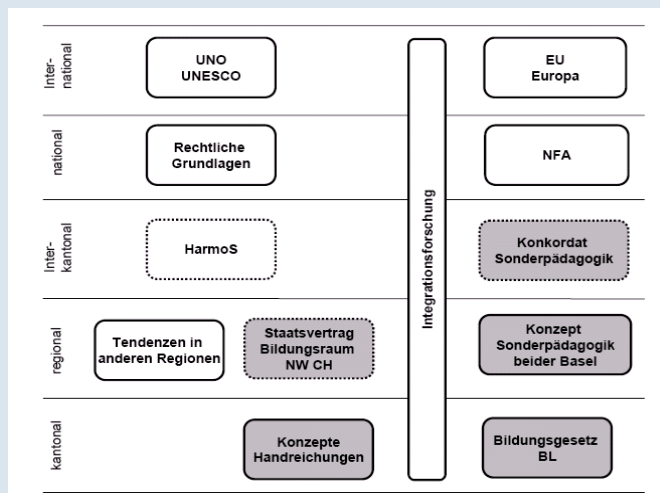 Inter-
national
UNO
UNESCO
EU
Europa
national
Rechtliche
Grundlagen
NFA
Inter-
kantonal
HarmoS
Konkordat
Sonderpädagogik
Integrationsforschung
regional
Tendenzen in
anderen Regionen
Staatsvertrag
Bildungsraum
NW CH
Konzept
Sonderpädagogik
beider Basel
kantonal
Konzepte
Handreichungen
Bildungsgesetz
BL